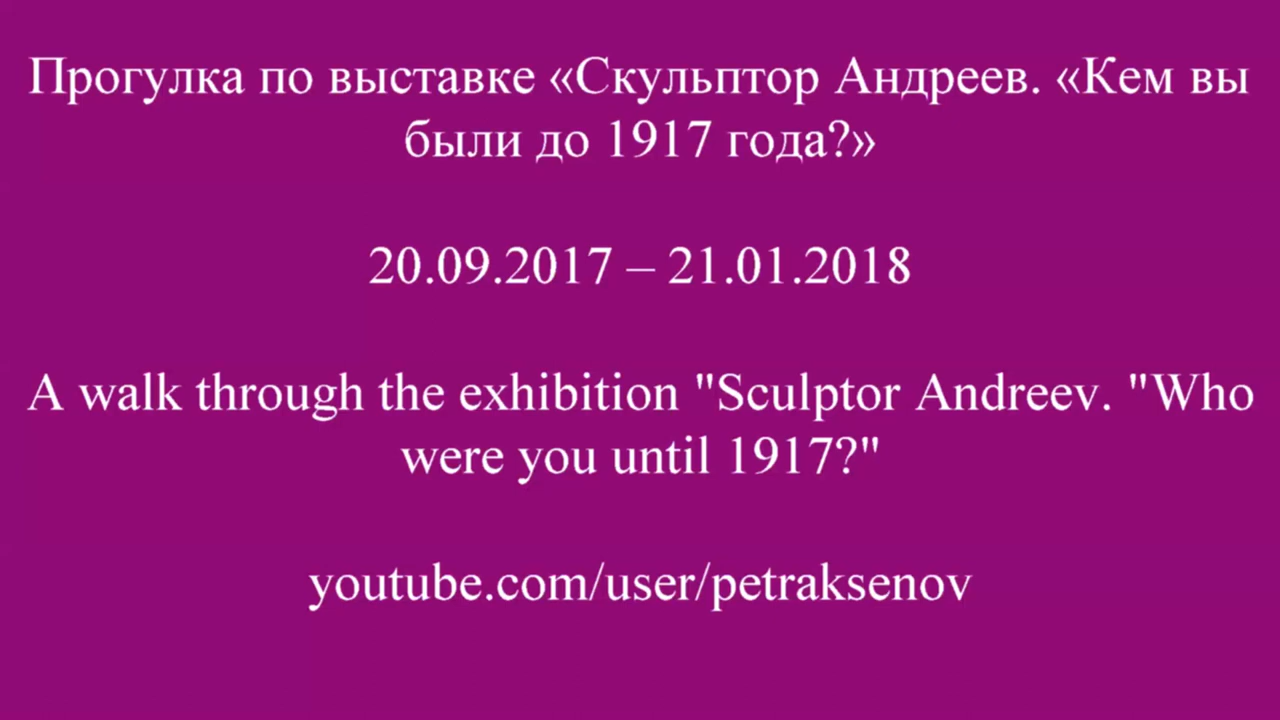 Прогулка по выставке «Скульптор Андреев. «Кем вы
были до 1917 года?»
20.09.2017 – 21.01.2018
A walk through the exhibition "Sculptor Andreev. "Who
were you until 1917?"
youtube.com/user/petraksenov